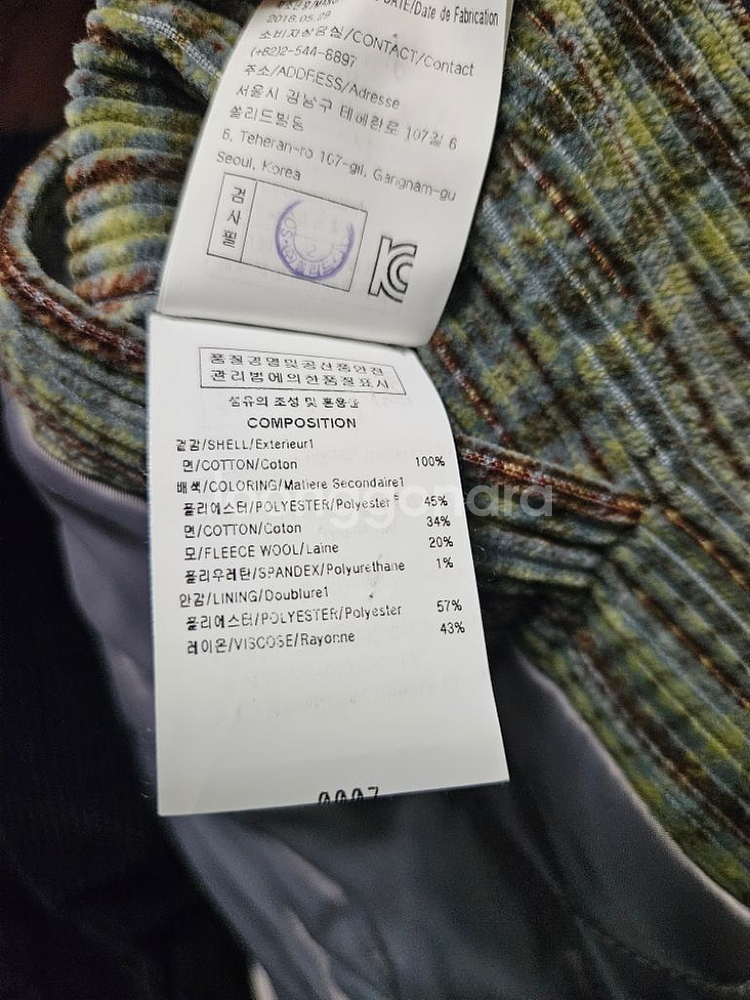 DATE/Date de Fabrication
2016.05.29
소비자상담실/CONTACT/Contact
(+82)2-544-6897
주소/ADDRESS/Adresse
서울시 강남구 테헤란로 107길 6
쏠리드빌딩
6, Teheran-ro 107-gil, Gangnam-gu
Seoul, Korea
검사필
품질경영및공산품안전
관리법에의한품질표시
섬유의 조성 및 혼용율
COMPOSITION
겉감/SHELL/Exterieur1
면/COTTON/Coton 100%
배색/COLORING/Matiere Secondaire1
폴리에스터/POLYESTER/Polyester 45%
면/COTTON/Coton 34%
모/FLEECE WOOL/Laine 20%
폴리우레탄/SPANDEX/Polyurethane 1%
안감/LINING/Doublure1
폴리에스터/POLYESTER/Polyester 57%
레이온/VISCOSE/Rayonne 43%